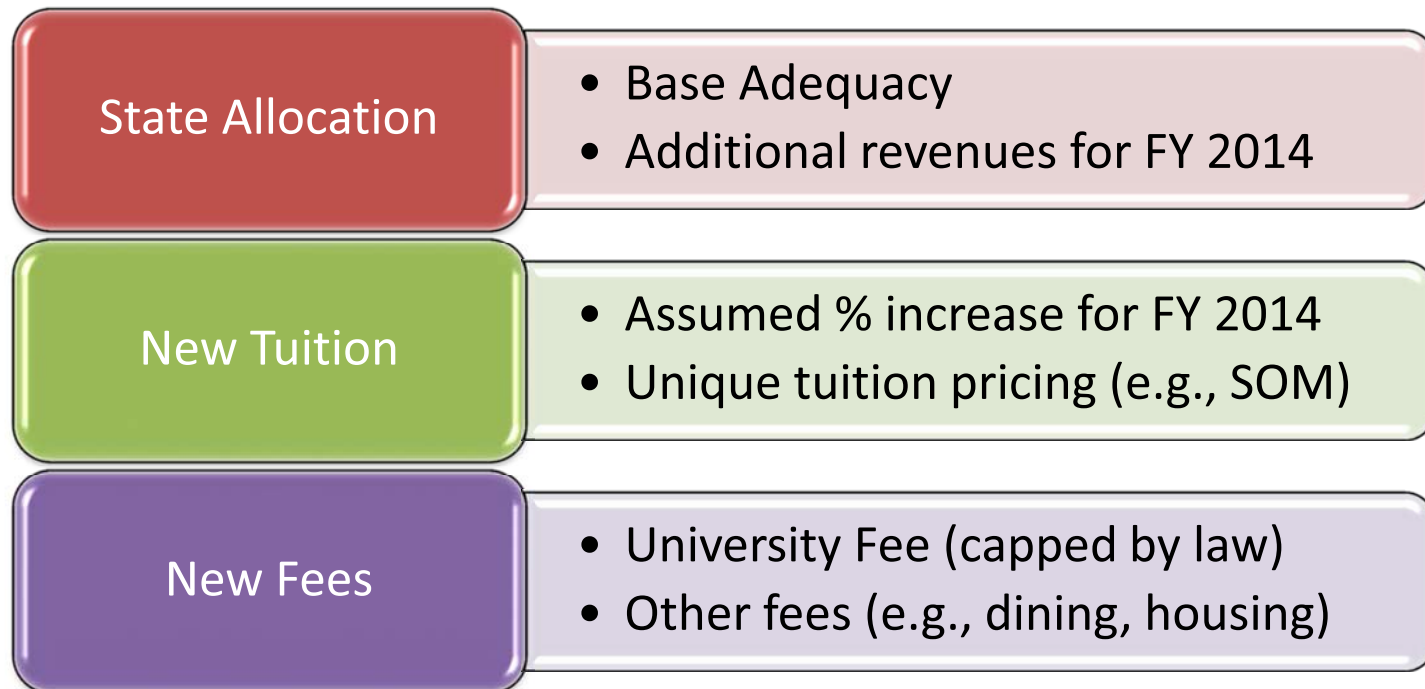 State Allocation
• Base Adequacy
• Additional revenues for FY 2014
New Tuition
• Assumed % increase for FY 2014
• Unique tuition pricing (e.g., SOM)
New Fees
• University Fee (capped by law)
• Other fees (e.g., dining, housing)